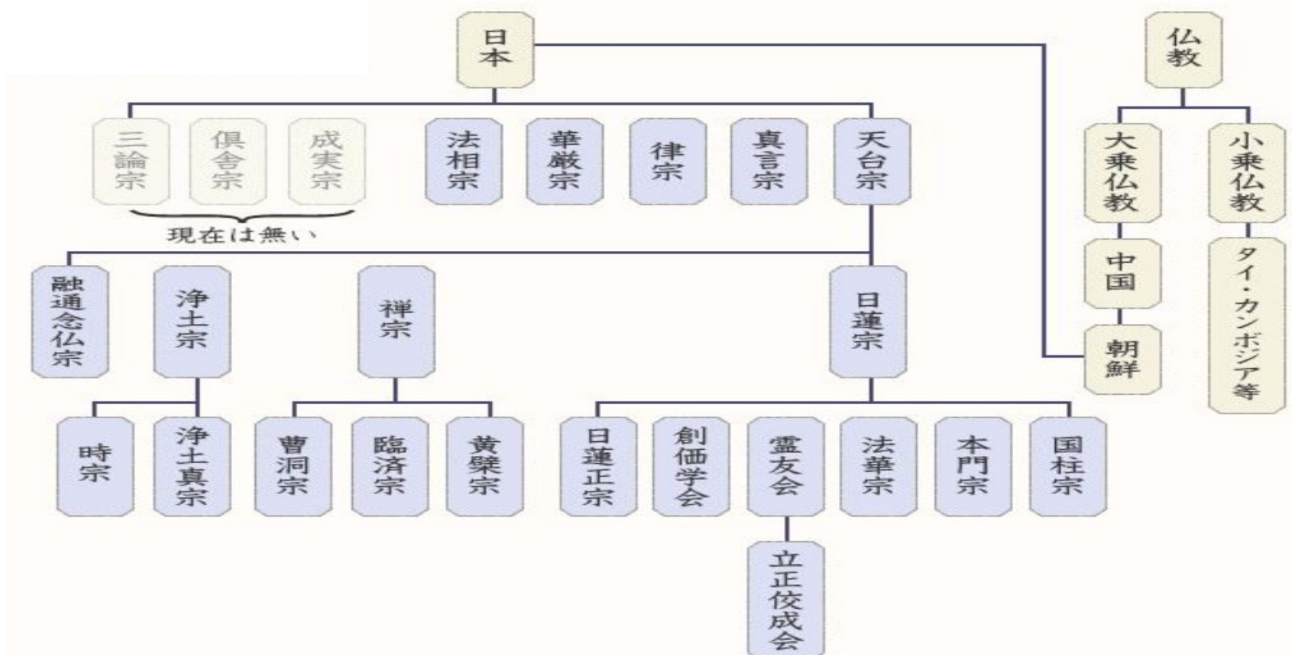 日本
仏教
三論宗
倶舎宗
成実宗
法相宗
華厳宗
律宗
真言宗
天台宗
大乗仏教
小乗仏教
現在は無い
融通念仏宗
浄土宗
禅宗
日蓮宗
中国
タイ・カンボジア等
朝鮮
時宗
浄土真宗
曹洞宗
臨済宗
黄檗宗
日蓮正宗
創価学会
霊友会
法華宗
本門宗
国柱宗
立正佼成会